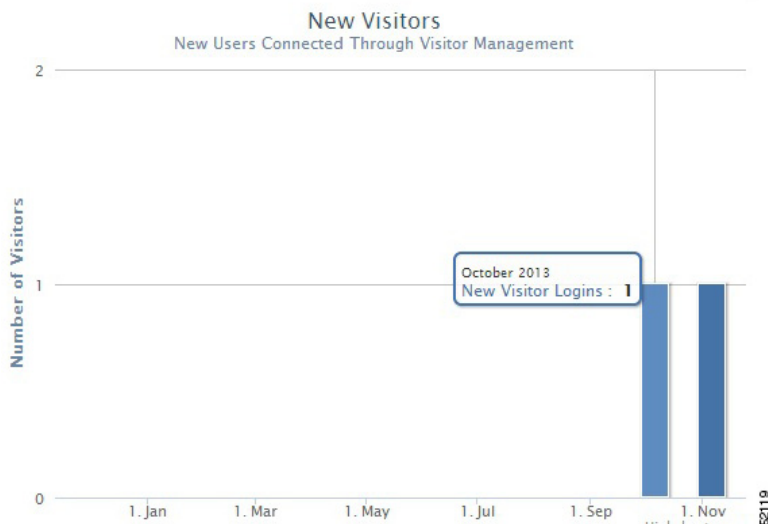 New Visitors
New Users Connected Through Visitor Management
Number of Visitors
2
1
0
October 2013
New Visitor Logins : 1
1. Jan
1. Mar
1. May
1. Jul
1. Sep
1. Nov